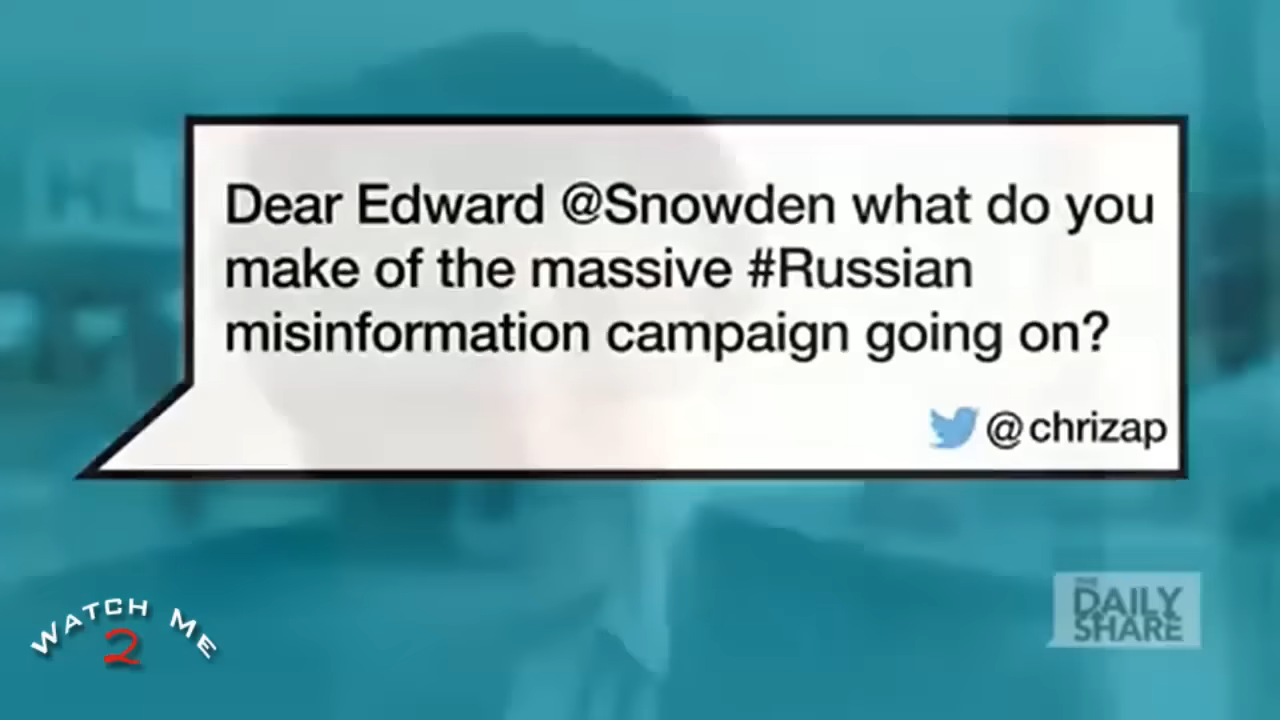 Dear Edward @Snowden what do you
make of the massive #Russian
misinformation campaign going on?
@chrizap
WATCH ME
2
THE
DAILY
SHARE